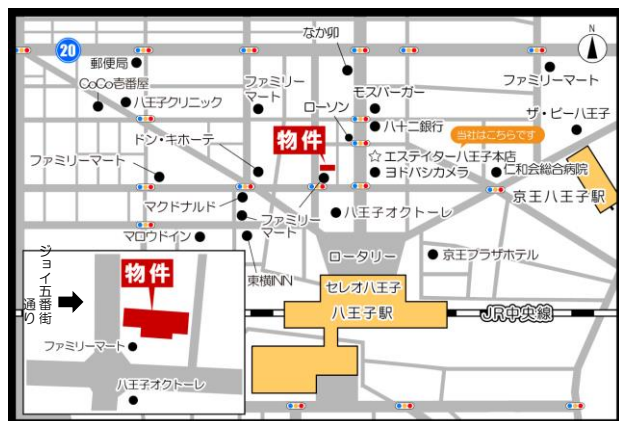 なか卯
N
20
郵便局
CoCo壱番屋
八王子クリニック
ファミリー
マート
モスバーガー
ファミリーマート
ローソン
八十二銀行
ザ・ビー八王子
当社はこちらです
ドン・キホーテ
物件
☆ エステイター八王子本店
ヨドバシカメラ
仁和会総合病院
ファミリーマート
京王八王子駅
マクドナルド
ファミリー
マート
八王子オクトーレ
マロウドイン
東横INN
ロータリー
京王プラザホテル
セレオ八王子
八王子駅
JR中央線
ジョイ五番街
通り
物件
ファミリーマート
八王子オクトーレ